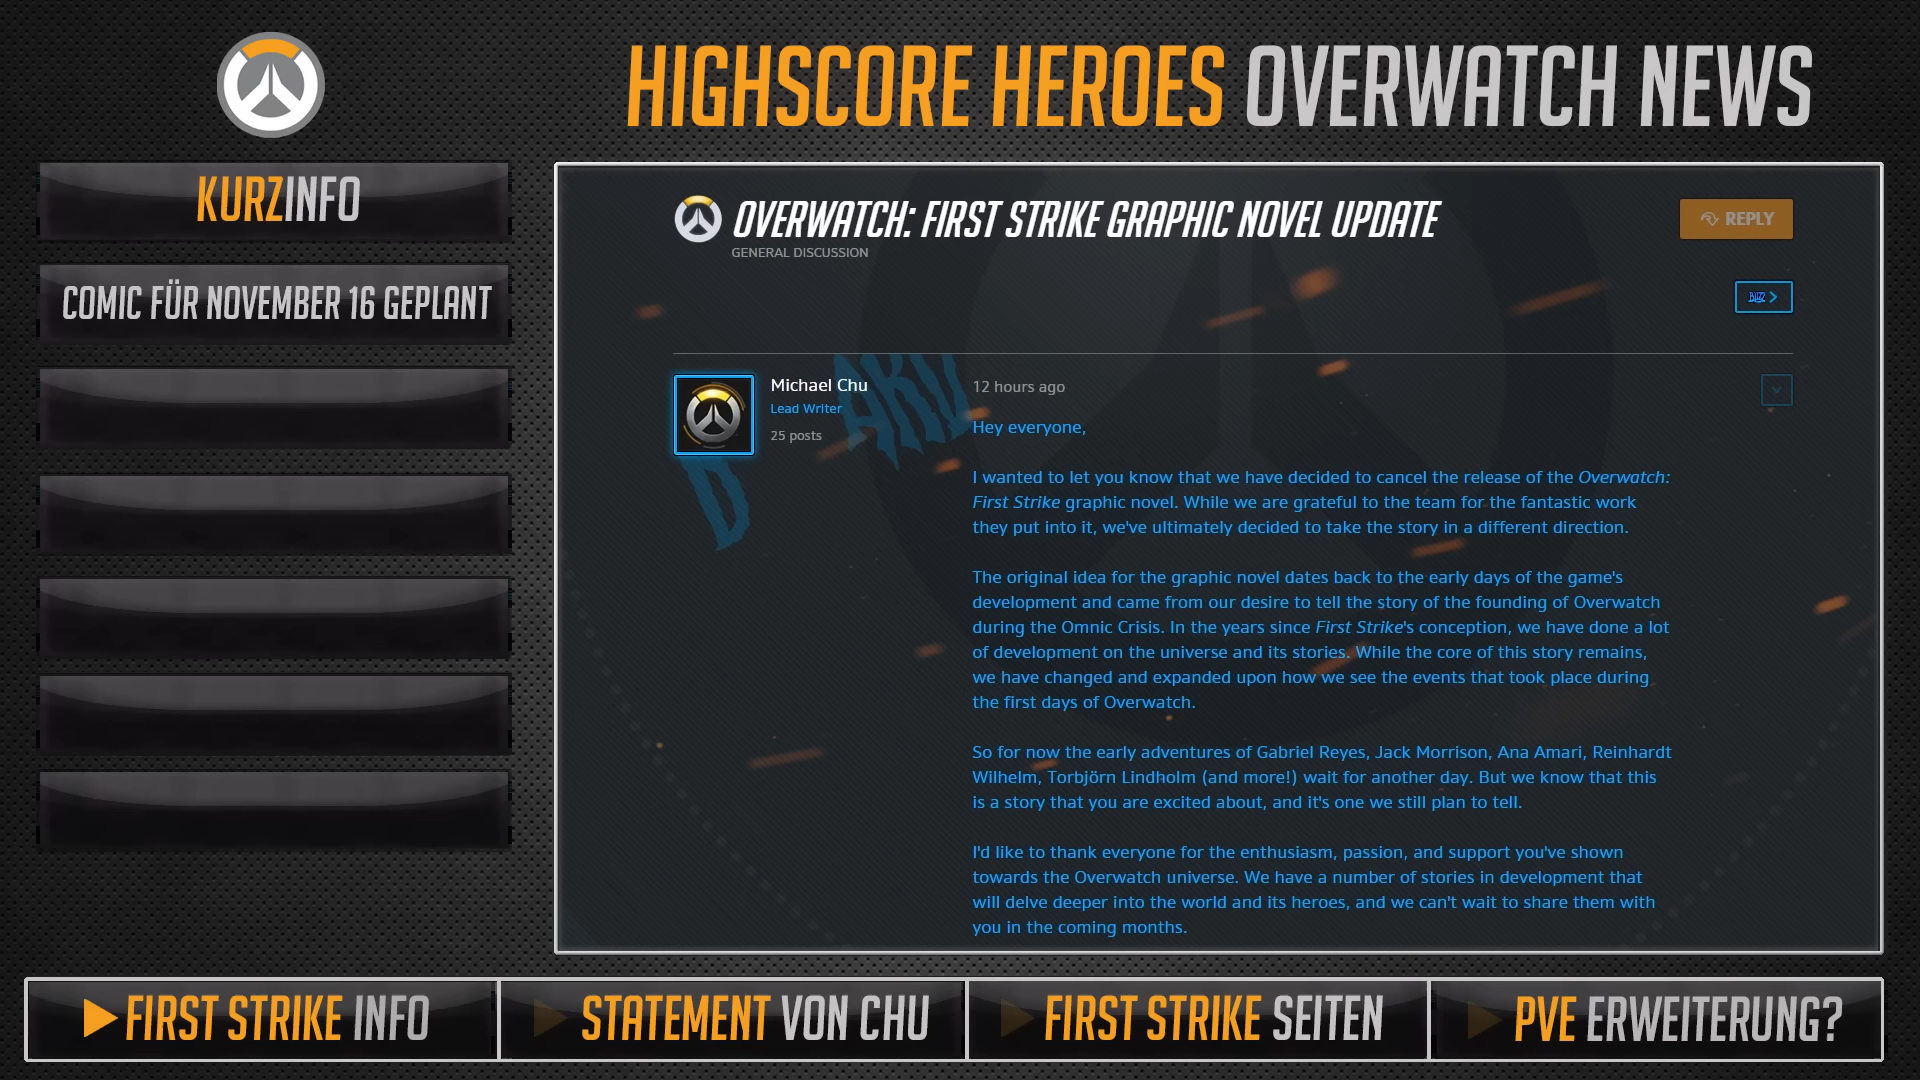 HIGHSCORE HEROES OVERWATCH NEWS
KURZINFO
COMIC FÜR NOVEMBER 16 GEPLANT
OVERWATCH: FIRST STRIKE GRAPHIC NOVEL UPDATE
GENERAL DISCUSSION
REPLY
BLIZZ
Michael Chu
Lead Writer
25 posts
12 hours ago
Hey everyone,
I wanted to let you know that we have decided to cancel the release of the Overwatch:
First Strike graphic novel. While we are grateful to the team for the fantastic work
they put into it, we've ultimately decided to take the story in a different direction.
The original idea for the graphic novel dates back to the early days of the game's
development and came from our desire to tell the story of the founding of Overwatch
during the Omnic Crisis. In the years since First Strike's conception, we have done a lot
of development on the universe and its stories. While the core of this story remains,
we have changed and expanded upon how we see the events that took place during
the first days of Overwatch.
So for now the early adventures of Gabriel Reyes, Jack Morrison, Ana Amari, Reinhardt
Wilhelm, Torbjörn Lindholm (and more!) wait for another day. But we know that this
is a story that you are excited about, and it's one we still plan to tell.
I'd like to thank everyone for the enthusiasm, passion, and support you've shown
towards the Overwatch universe. We have a number of stories in development that
will delve deeper into the world and its heroes, and we can't wait to share them with
you in the coming months.
FIRST STRIKE INFO
STATEMENT VON CHU
FIRST STRIKE SEITEN
PVE ERWEITERUNG?